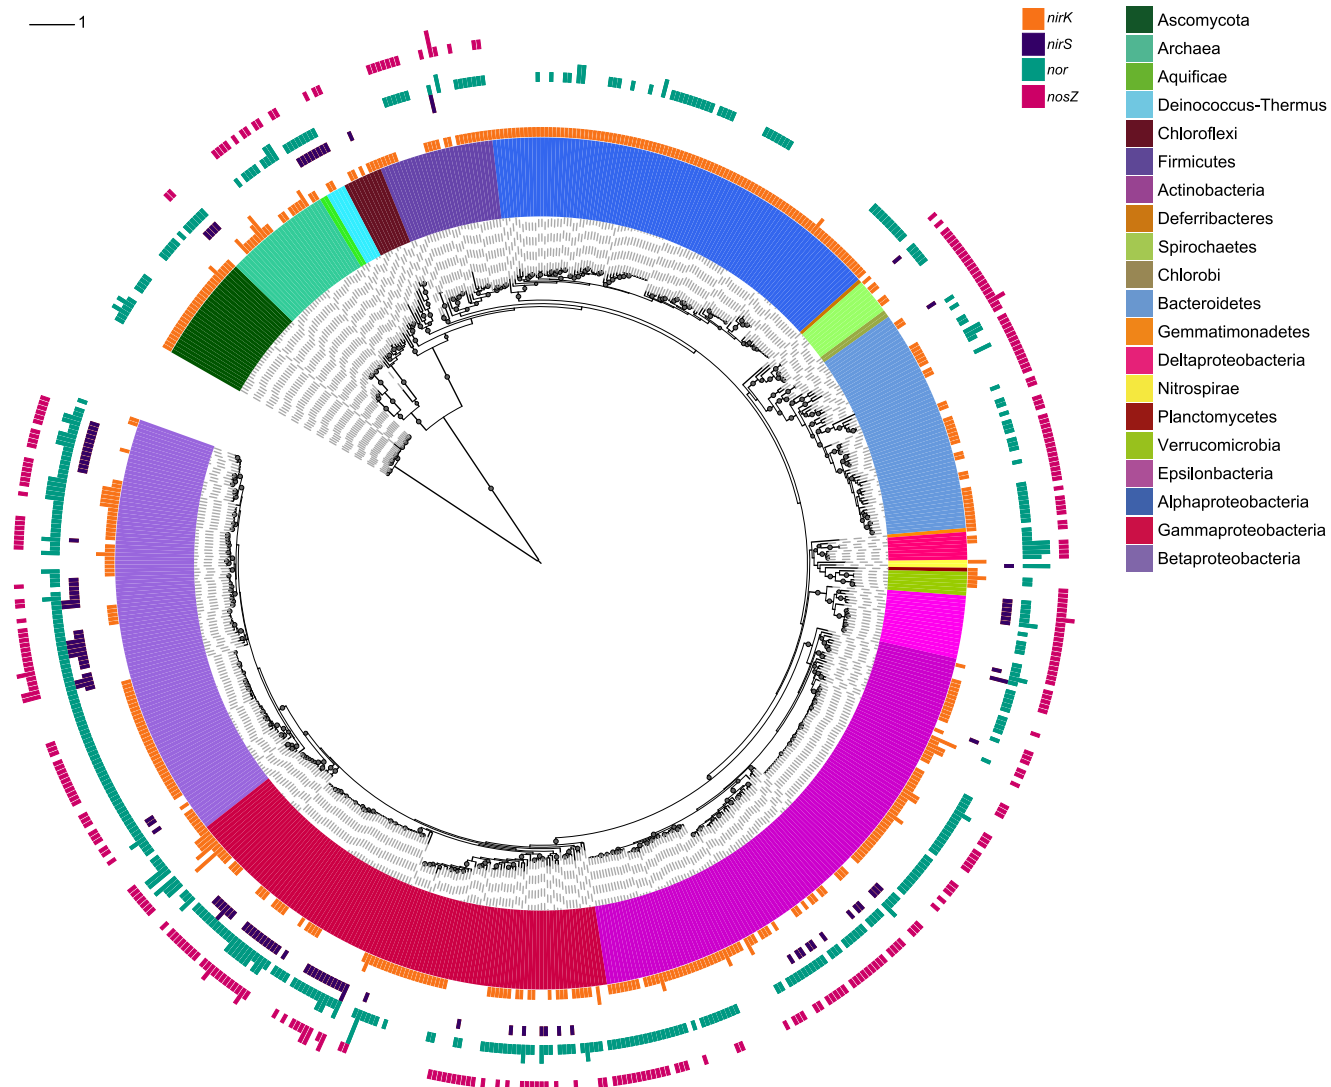 1
nirK
nirS
nor
nosZ
Ascomycota
Archaea
Aquificae
Deinococcus-Thermus
Chloroflexi
Firmicutes
Actinobacteria
Deferribacteres
Spirochaetes
Chlorobi
Bacteroidetes
Gemmatimonadetes
Deltaproteobacteria
Nitrospirae
Planctomycetes
Verrucomicrobia
Epsilonbacteria
Alphaproteobacteria
Gammaproteobacteria
Betaproteobacteria